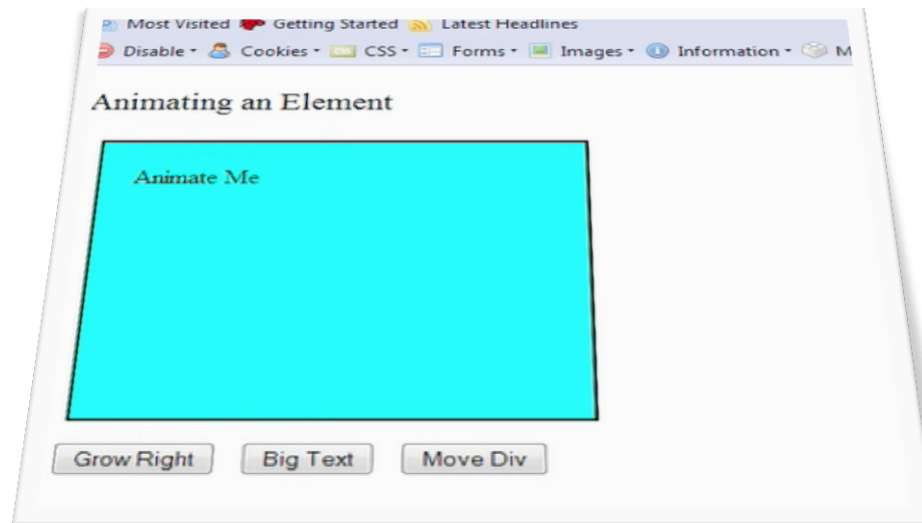 Most Visited Getting Started Latest Headlines
Disable Cookies CSS Forms Images Information M
Animating an Element
Animate Me
Grow Right Big Text Move Div